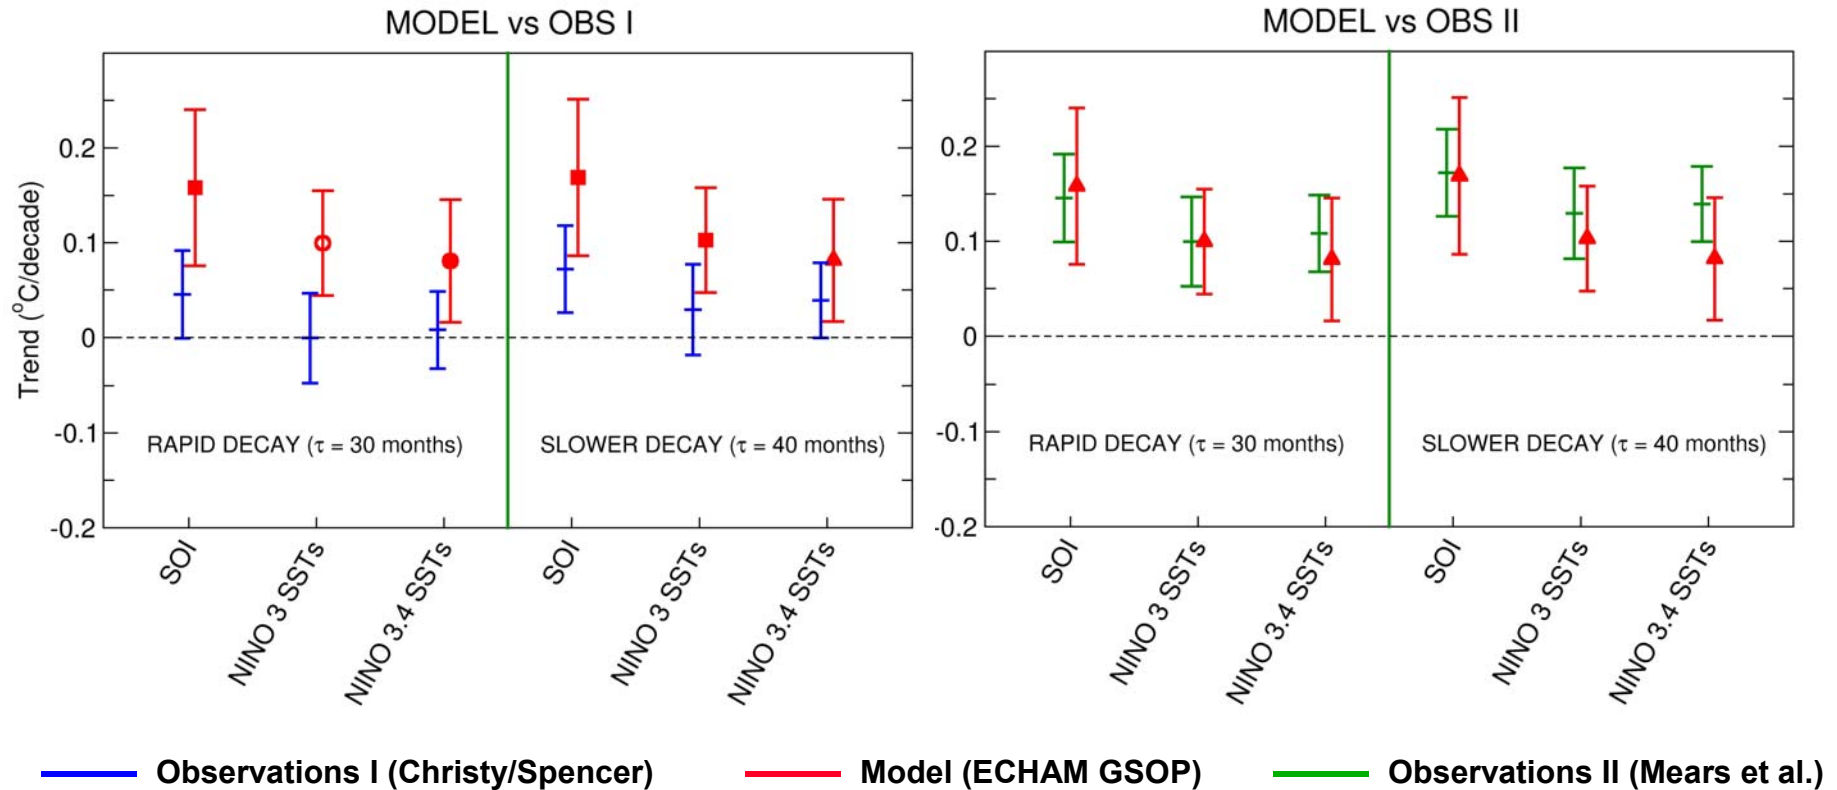 MODEL vs OBS I
MODEL vs OBS II
Trend (°C/decade)
0.2
0.1
0
-0.1
-0.2
RAPID DECAY (τ = 30 months)
SLOWER DECAY (τ = 40 months)
SOI
NINO 3 SSTs
NINO 3.4 SSTs
SOI
NINO 3 SSTs
NINO 3.4 SSTs
0.2
0.1
0
-0.1
-0.2
RAPID DECAY (τ = 30 months)
SLOWER DECAY (τ = 40 months)
SOI
NINO 3 SSTs
NINO 3.4 SSTs
SOI
NINO 3 SSTs
NINO 3.4 SSTs
Observations I (Christy/Spencer)
Model (ECHAM GSOP)
Observations II (Mears et al.)